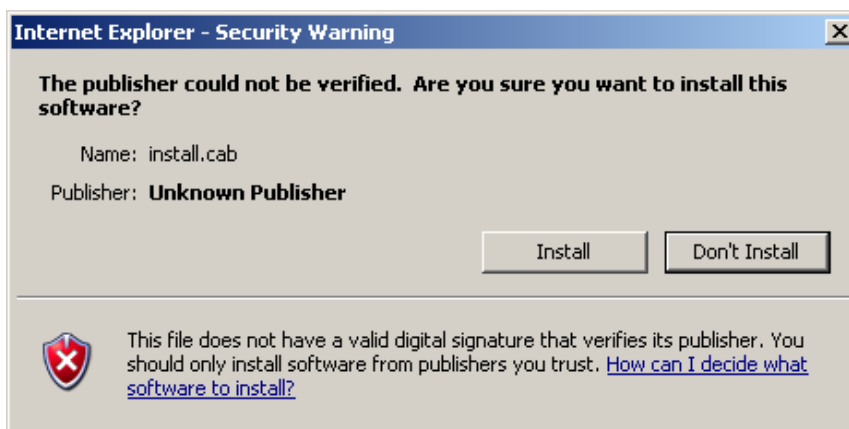 Internet Explorer - Security Warning
The publisher could not be verified. Are you sure you want to install this
software?
Name: install.cab
Publisher: Unknown Publisher
Install
Don't Install
This file does not have a valid digital signature that verifies its publisher. You
should only install software from publishers you trust. How can I decide what
software to install?